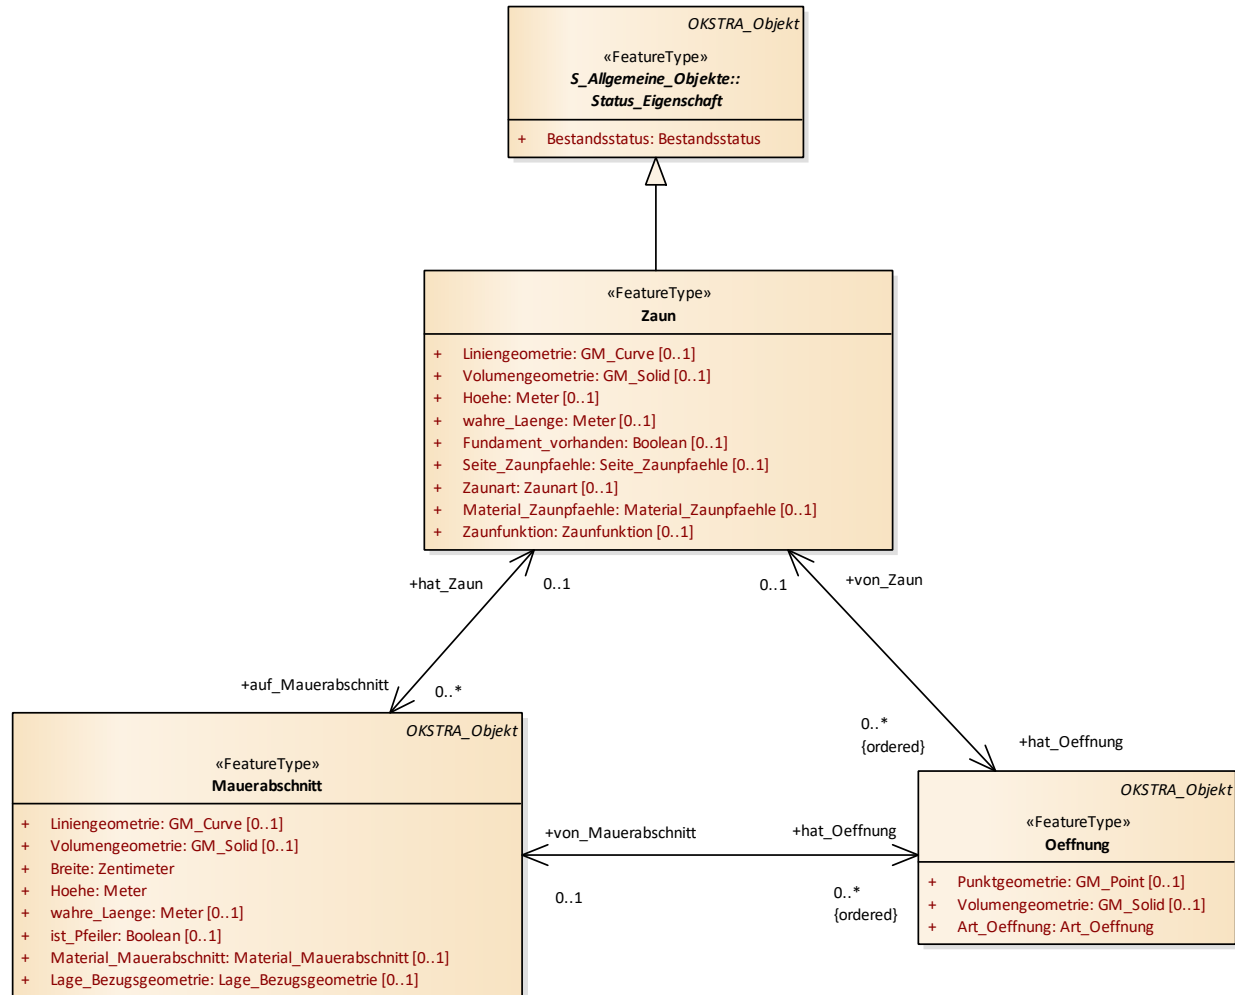 OKSTRA_Objekt
«FeatureType»
S_Allgemeine_Objekte::
Status_Eigenschaft
+ Bestandsstatus: Bestandsstatus
«FeatureType»
Zaun
+ Liniengeometrie: GM_Curve [0..1]
+ Volumengeometrie: GM_Solid [0..1]
+ Hoehe: Meter [0..1]
+ wahre_Laenge: Meter [0..1]
+ Fundament_vorhanden: Boolean [0..1]
+ Seite_Zaunpfaehle: Seite_Zaunpfaehle [0..1]
+ Zaunart: Zaunart [0..1]
+ Material_Zaunpfaehle: Material_Zaunpfaehle [0..1]
+ Zaunfunktion: Zaunfunktion [0..1]
+hat_Zaun
0..1
0..1
+von_Zaun
+auf_Mauerabschnitt
0..*
0..*
{ordered}
+hat_Oeffnung
OKSTRA_Objekt
«FeatureType»
Mauerabschnitt
+ Liniengeometrie: GM_Curve [0..1]
+ Volumengeometrie: GM_Solid [0..1]
+ Breite: Zentimeter
+ Hoehe: Meter
+ wahre_Laenge: Meter [0..1]
+ ist_Pfeiler: Boolean [0..1]
+ Material_Mauerabschnitt: Material_Mauerabschnitt [0..1]
+ Lage_Bezugsgeometrie: Lage_Bezugsgeometrie [0..1]
+von_Mauerabschnitt
+hat_Oeffnung
0..1
0..*
{ordered}
OKSTRA_Objekt
«FeatureType»
Oeffnung
+ Punktgeometrie: GM_Point [0..1]
+ Volumengeometrie: GM_Solid [0..1]
+ Art_Oeffnung: Art_Oeffnung